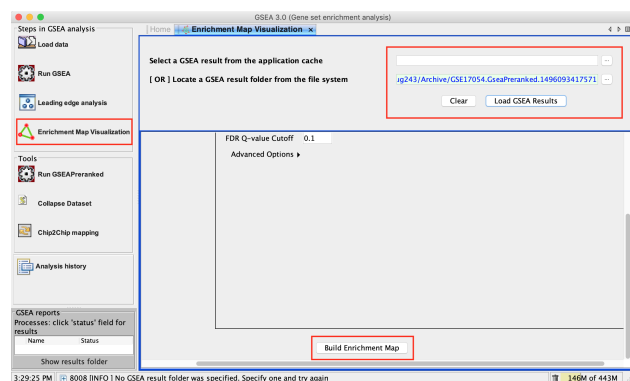 GSEA 3.0 (Gene set enrichment analysis)
Steps in GSEA analysis
Load data
Run GSEA
Leading edge analysis
Enrichment Map Visualization
Tools
Run GSEAPreranked
Collapse Dataset
Chip2Chip mapping
Analysis history
GSEA reports
Processes: click 'status' field for
results
Name Status
Show results folder
Home Enrichment Map Visualization x
Select a GSEA result from the application cache
[ OR ] Locate a GSEA result folder from the file system
ug243/Archive/GSE17054.GseaPreranked.1496093417571
Clear Load GSEA Results
FDR Q-value Cutoff 0.1
Advanced Options
Build Enrichment Map
3:29:25 PM 8008 [INFO ] No GSEA result folder was specified. Specify one and try again 146M of 443M